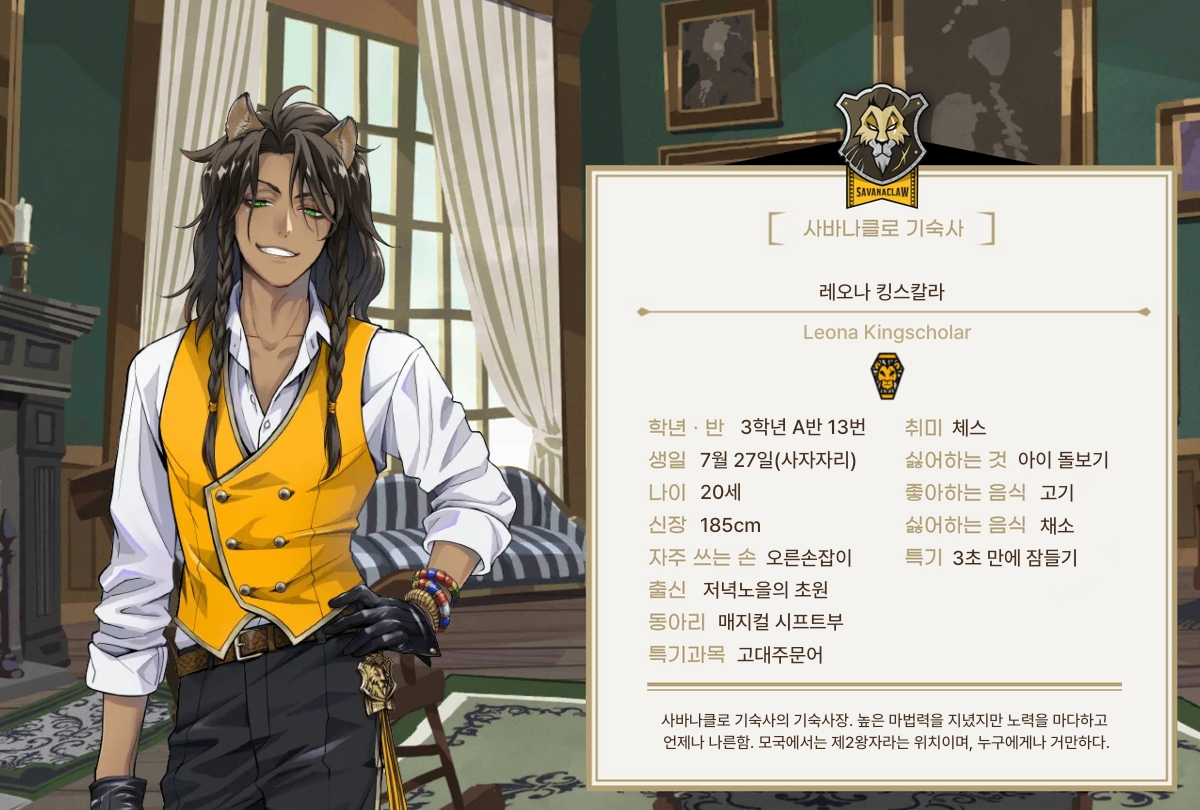 SAVANACLAW
사바나클로 기숙사
레오나 킹스칼라
Leona Kingscholar
학년 · 반 3학년 A반 13번
생일 7월 27일(사자자리)
나이 20세
신장 185cm
자주 쓰는 손 오른손잡이
출신 저녁노을의 초원
동아리 매지컬 시프트부
특기과목 고대주문어
취미 체스
싫어하는 것 아이 돌보기
좋아하는 음식 고기
싫어하는 음식 채소
특기 3초 만에 잠들기
사바나클로 기숙사의 기숙사장. 높은 마법력을 지녔지만 노력을 마다하고
언제나 나른함. 모국에서는 제2왕자라는 위치이며, 누구에게나 거만하다.